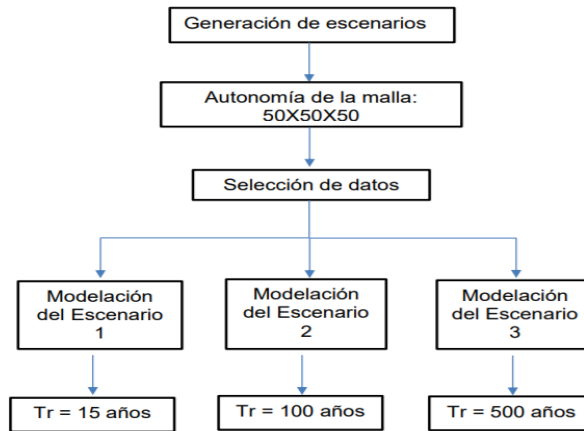 Generación de escenarios
Autonomía de la malla:
50X50X50
Selección de datos
Modelación
del Escenario
1
Modelación
del Escenario
2
Modelación
del Escenario
3
Tr = 15 años
Tr = 100 años
Tr = 500 años